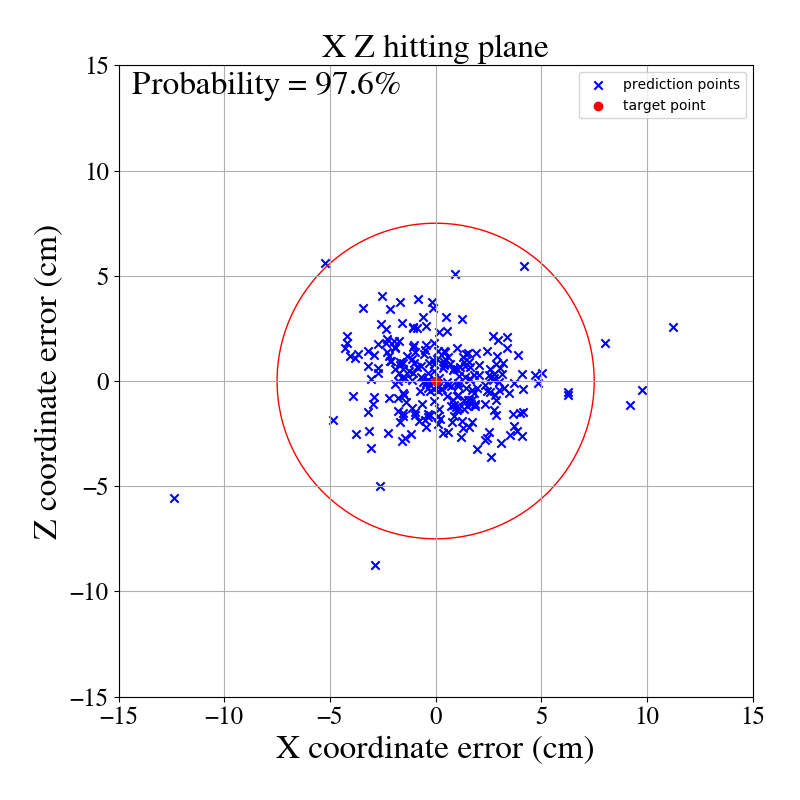 X Z hitting plane
Probability = 97.6%
prediction points
target point
15
10
5
0
−5
−10
−15
Z coordinate error (cm)
−15 −10 −5 0 5 10 15
X coordinate error (cm)